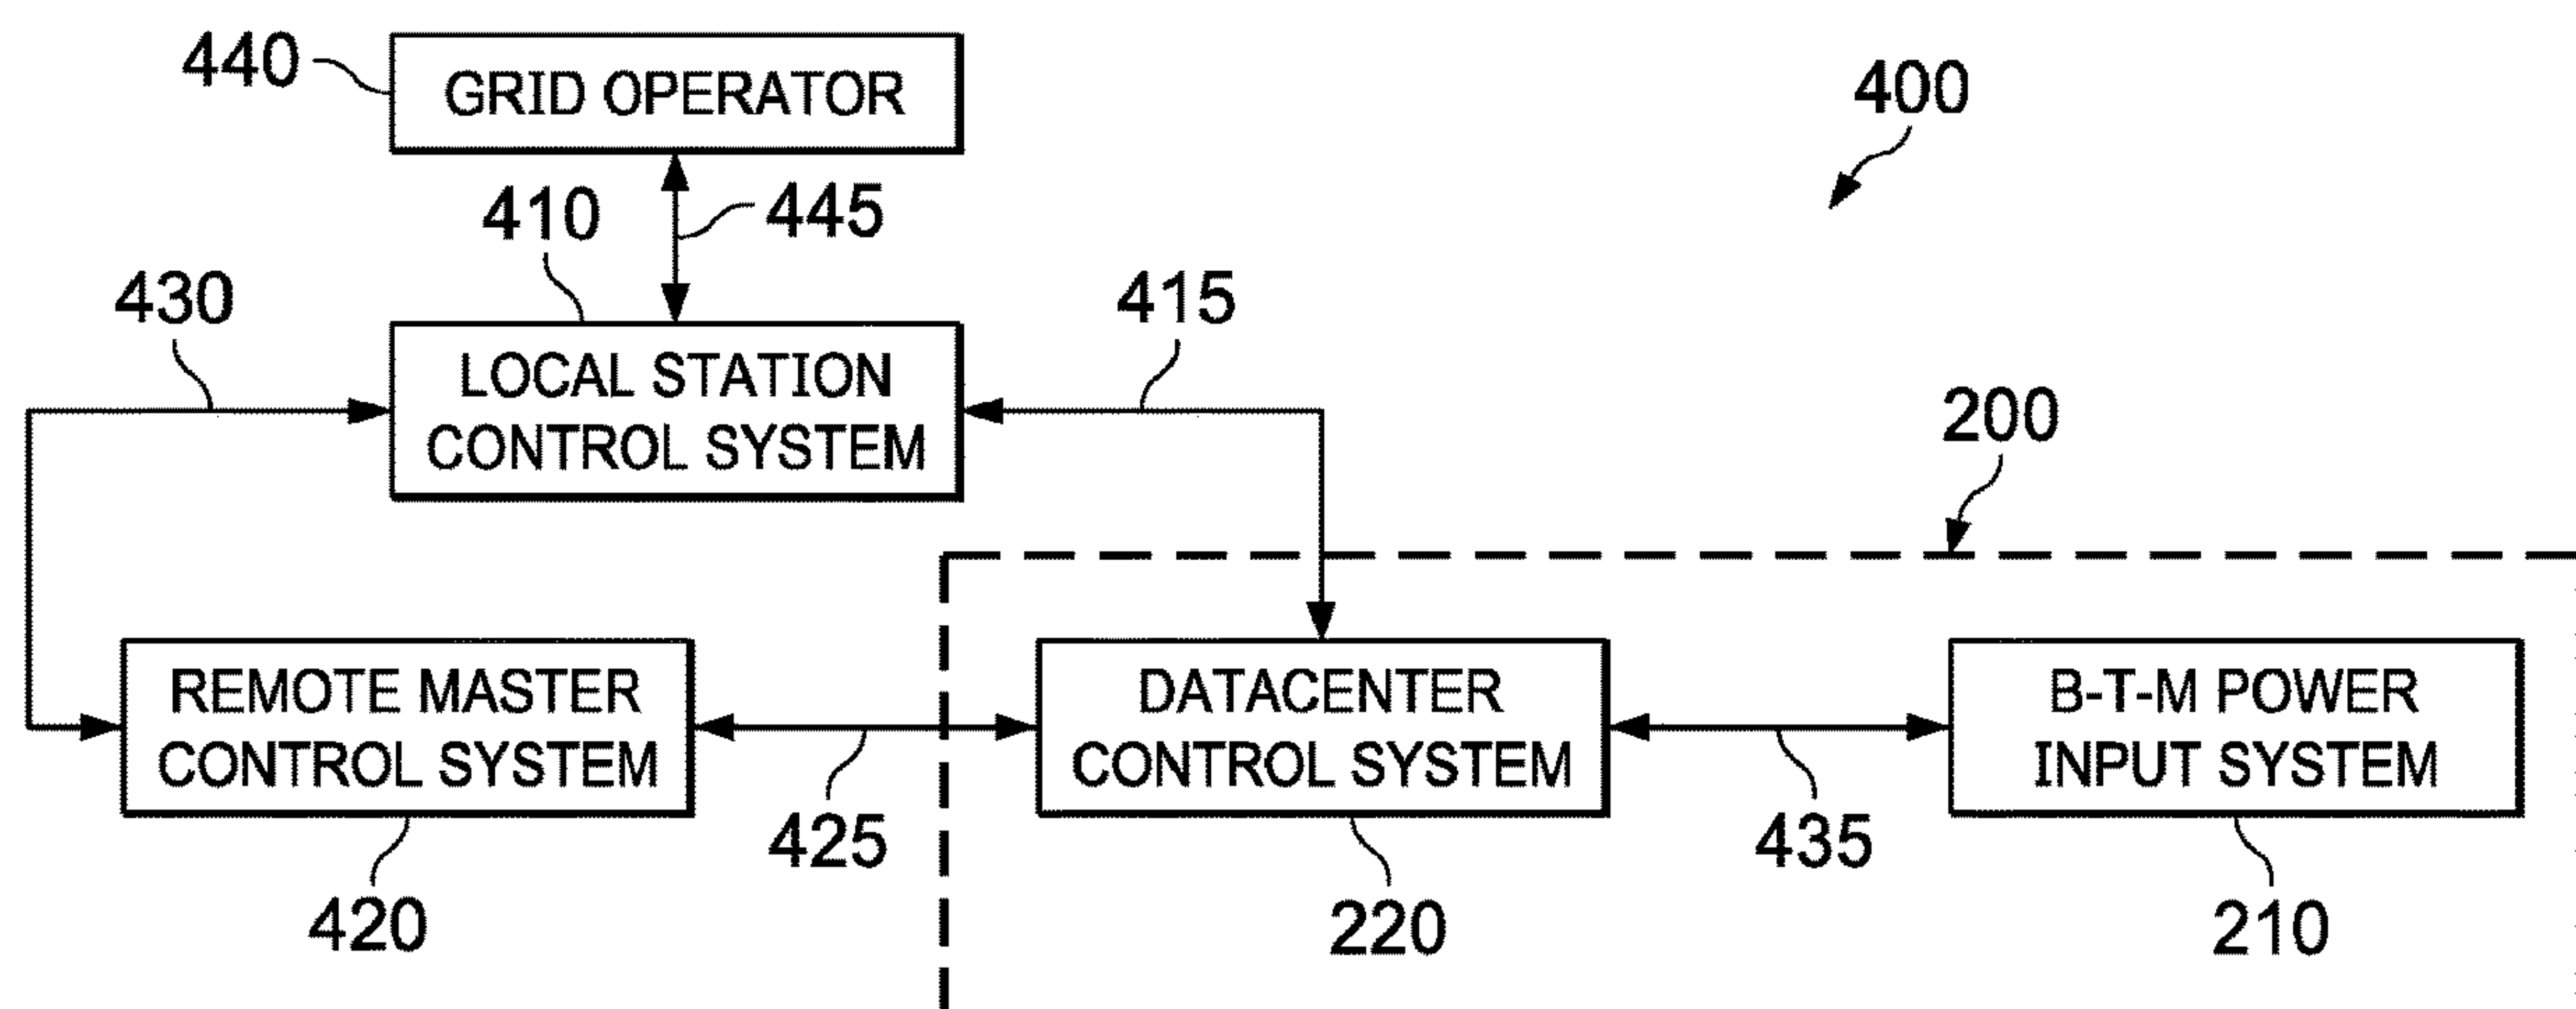 440
GRID OPERATOR
400
410
445
430
415
LOCAL STATION
CONTROL SYSTEM
200
REMOTE MASTER
CONTROL SYSTEM
DATACENTER
CONTROL SYSTEM
B-T-M POWER
INPUT SYSTEM
425
435
420
220
210